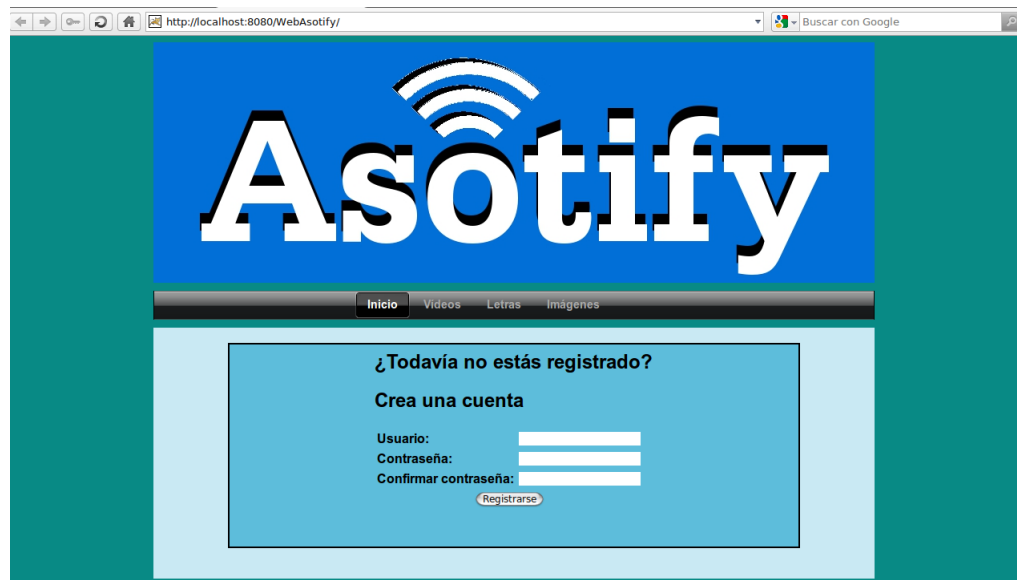 http://localhost:8080/WebAsotify/
Buscar con Google
Asotify
Inicio Vídeos Letras Imágenes
¿Todavía no estás registrado?
Crea una cuenta
Usuario:
Contraseña:
Confirmar contraseña:
Registrarse